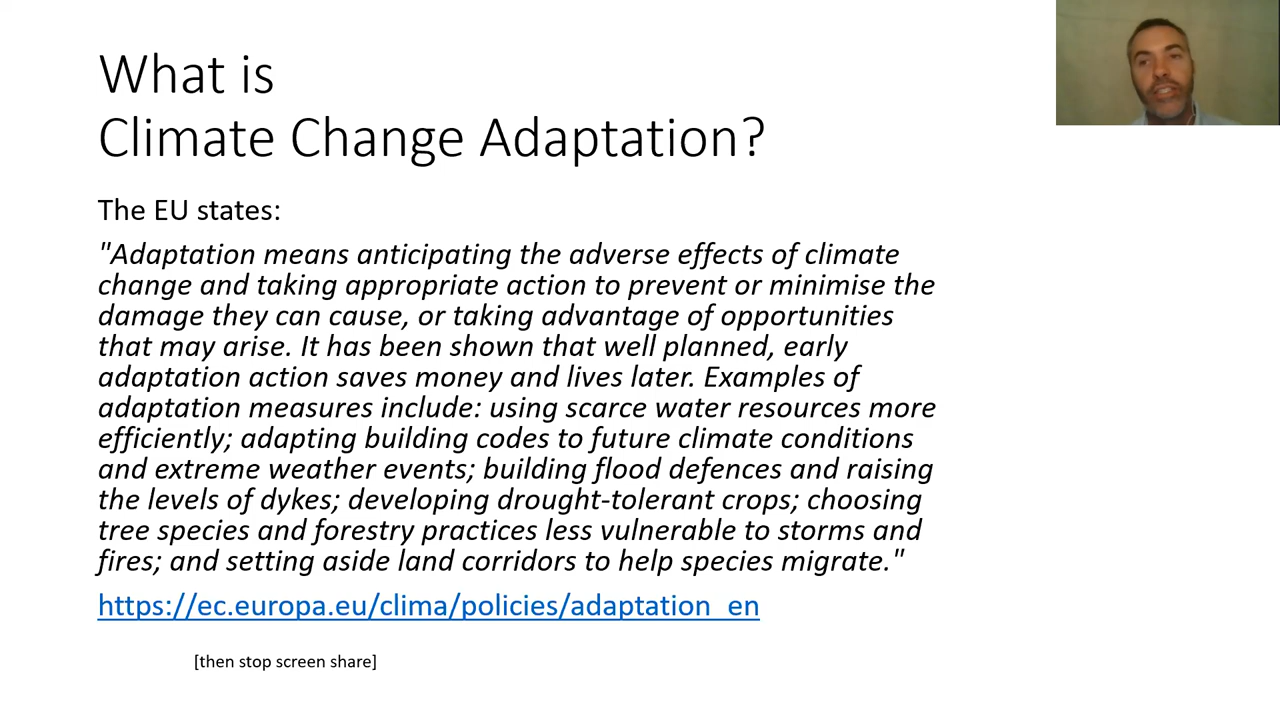 What is
Climate Change Adaptation?
The EU states:
"Adaptation means anticipating the adverse effects of climate
change and taking appropriate action to prevent or minimise the
damage they can cause, or taking advantage of opportunities
that may arise. It has been shown that well planned, early
adaptation action saves money and lives later. Examples of
adaptation measures include: using scarce water resources more
efficiently; adapting building codes to future climate conditions
and extreme weather events; building flood defences and raising
the levels of dykes; developing drought-tolerant crops; choosing
tree species and forestry practices less vulnerable to storms and
fires; and setting aside land corridors to help species migrate."
https://ec.europa.eu/clima/policies/adaptation_en
[then stop screen share]